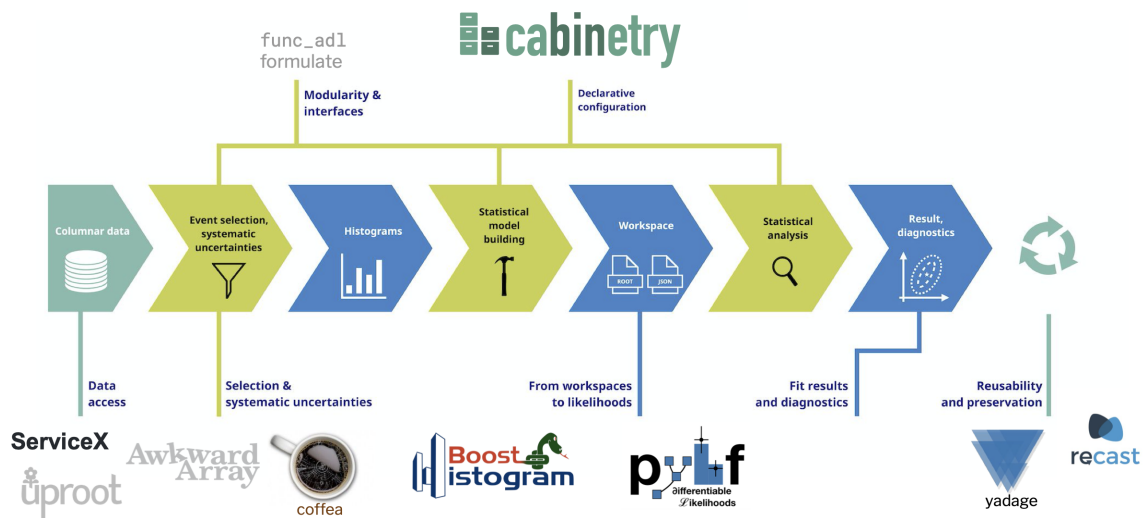 func_adl
formulate
cabinetry
Modularity &
interfaces
Declarative
configuration
Columnar data
Event selection,
systematic
uncertainties
Histograms
Statistical
model
building
Workspace
ROOT
JSON
Statistical
analysis
Result,
diagnostics
Data
access
Selection &
systematic uncertainties
From workspaces
to likelihoods
Fit results
and diagnostics
Reusability
and preservation
ServiceX
uproot
Awkward
Array
coffea
Boost
Histogram
pyhf
∂ifferentiable
ℒikelihoods
yadage
recast